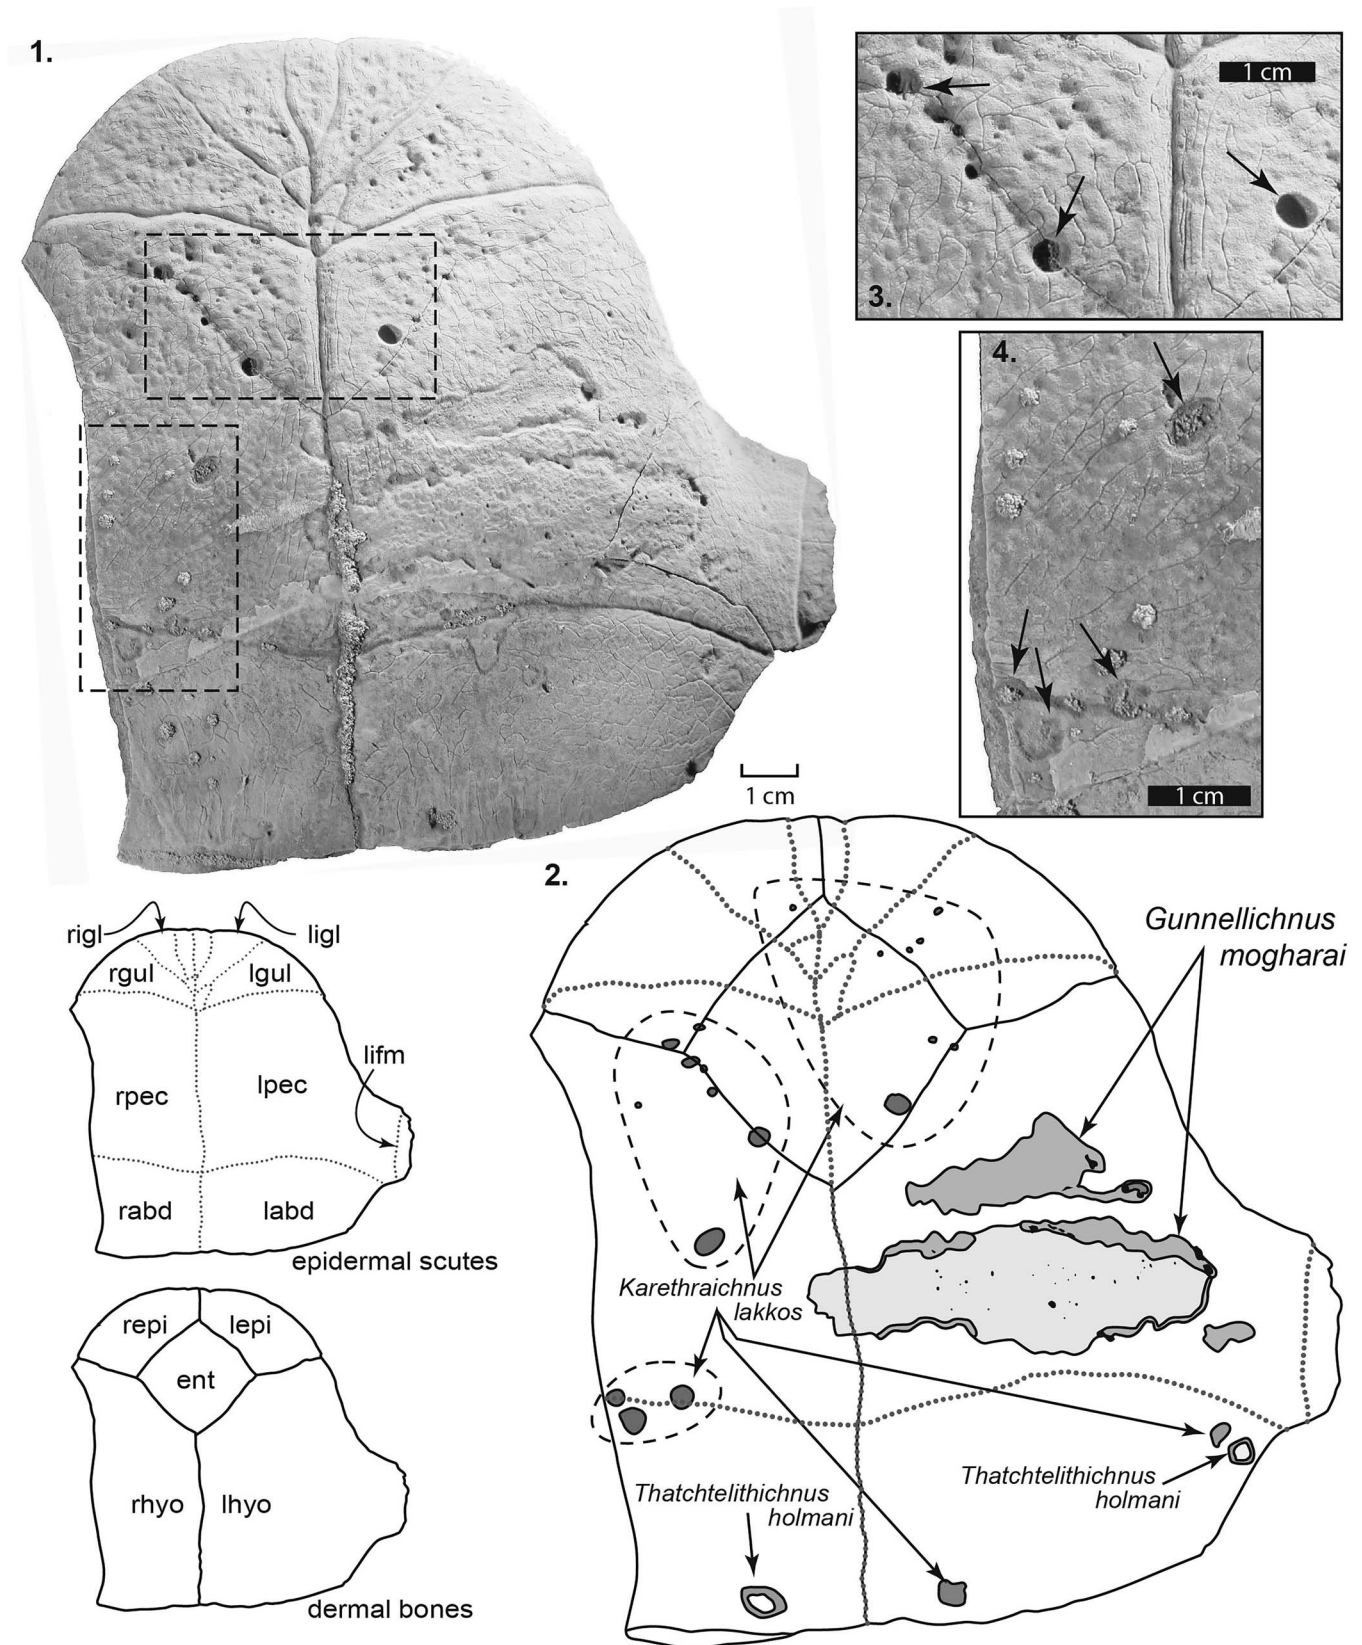 1.
1 cm
3.
4.
1 cm
1 cm
2.
rigl
ligl
rgul
lgul
lifm
rpec
lpec
rabd
labd
epidermal scutes
repi
lepi
ent
rhyo
lhyo
dermal bones
Gunnellichnus
mogharai
Karethraichnus
lakkos
Thatchtelithichnus
holmani
Thatchtelithichnus
holmani